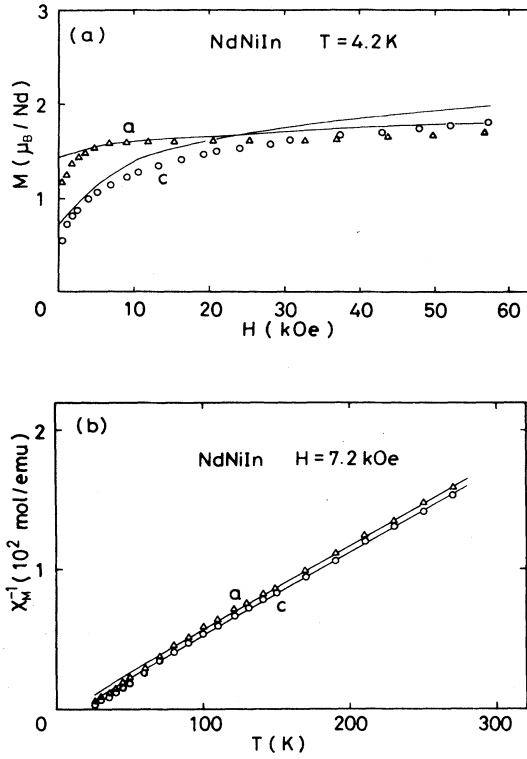 (a) NdNiIn T = 4.2 K
M ( μB / Nd )
2
1
0
a
c
0 10 20 30 40 50 60
H ( kOe )
(b)
NdNiIn H = 7.2 kOe
χM⁻¹ (10² mol/emu)
2
1
0
a
c
100 200 300
T ( K )